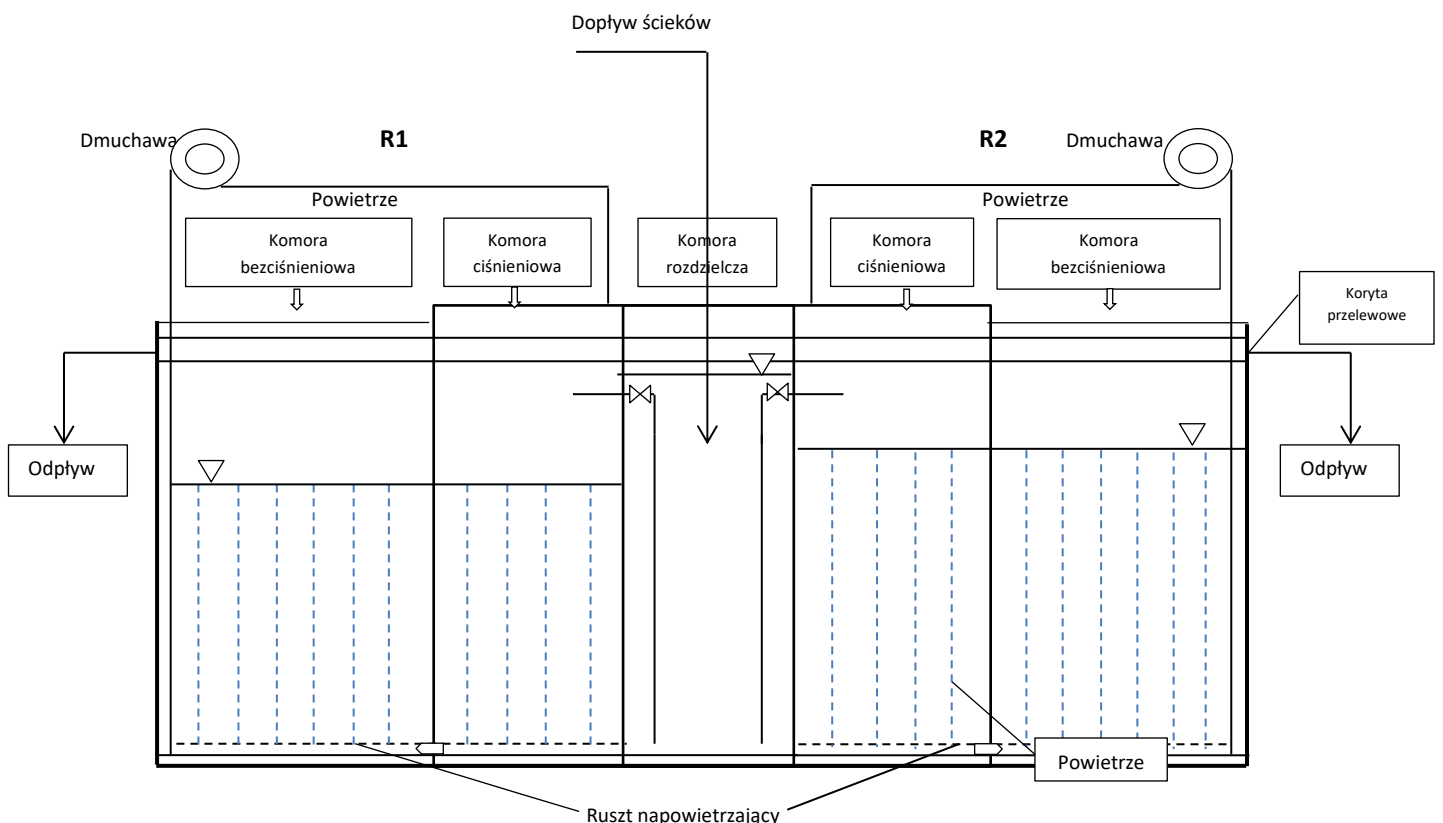 Dopływ ścieków
Dmuchawa
R1
R2
Dmuchawa
Powietrze
Powietrze
Komora
bezciśnieniowa
Komora
ciśnieniowa
Komora
rozdzielcza
Komora
ciśnieniowa
Komora
bezciśnieniowa
Koryta
przelewowe
Odpływ
Odpływ
Powietrze
Ruszt napowietrzający